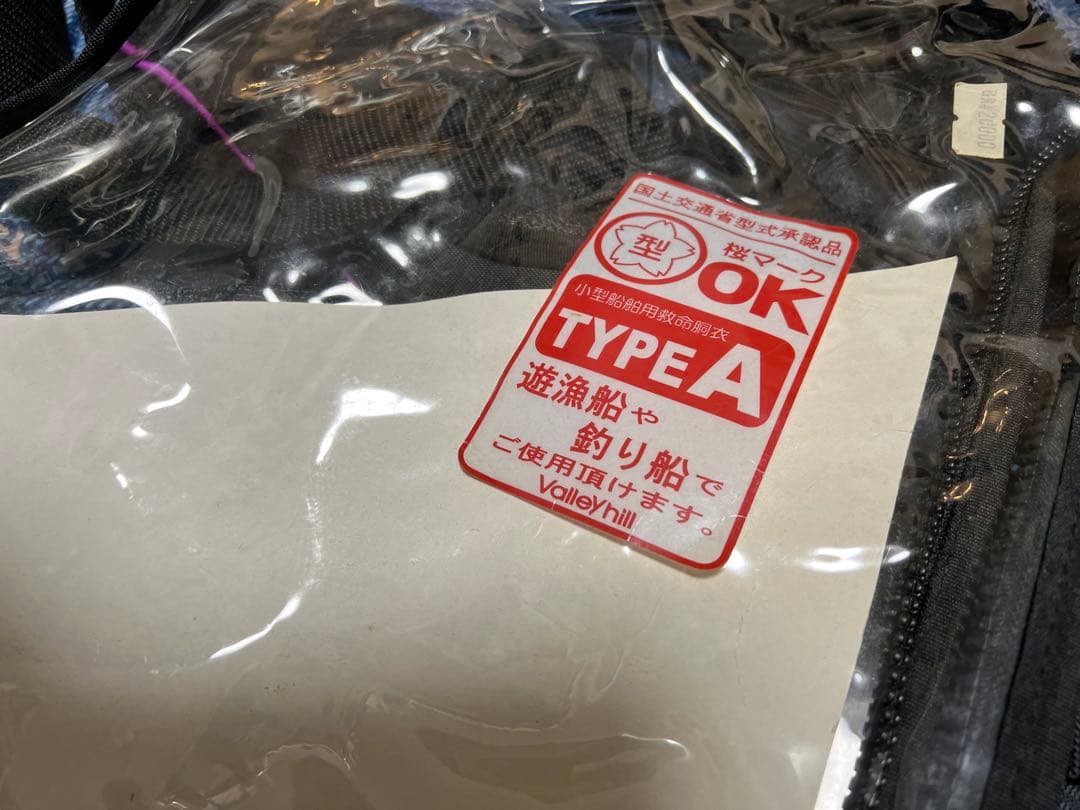 国土交通省型式承認品
型
桜マーク
OK
小型船舶用救命胴衣
TYPE A
遊漁船や
釣り船で
ご使用頂けます。
Valleyhill